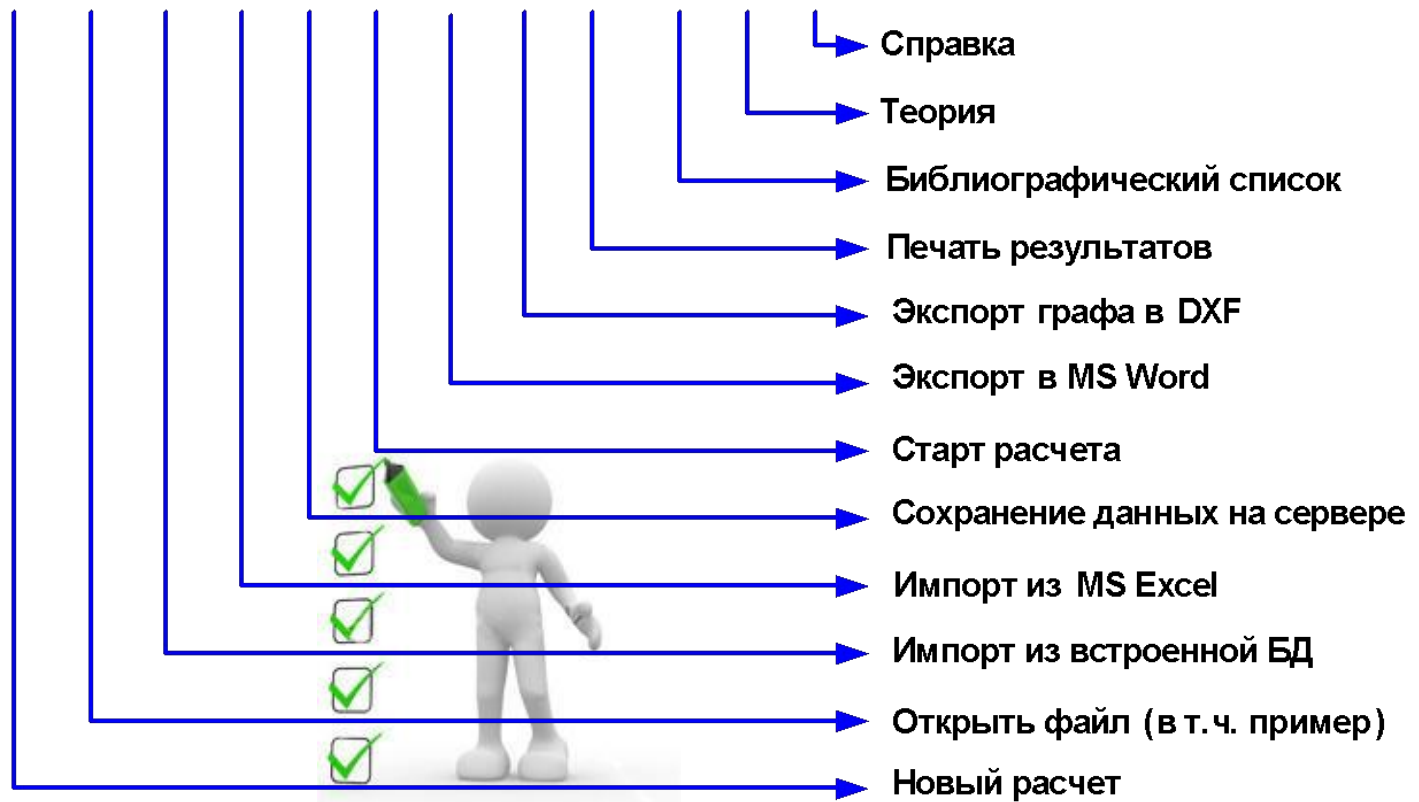 Справка
Теория
Библиографический список
Печать результатов
Экспорт графа в DXF
Экспорт в MS Word
Старт расчета
Сохранение данных на сервере
Импорт из MS Excel
Импорт из встроенной БД
Открыть файл (в т.ч. пример)
Новый расчет